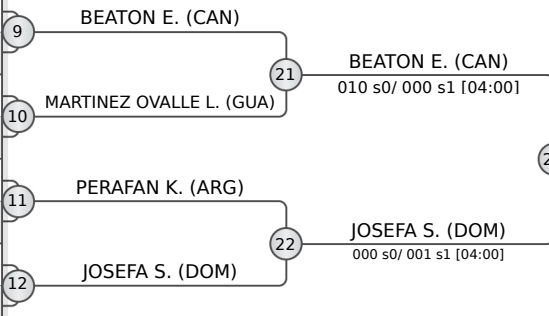 BEATON E. (CAN)
9
21
BEATON E. (CAN)
010 s0/ 000 s1 [04:00]
MARTINEZ OVALLE L. (GUA)
10
2
PERAFAN K. (ARG)
11
22
JOSEFA S. (DOM)
000 s0/ 001 s1 [04:00]
JOSEFA S. (DOM)
12